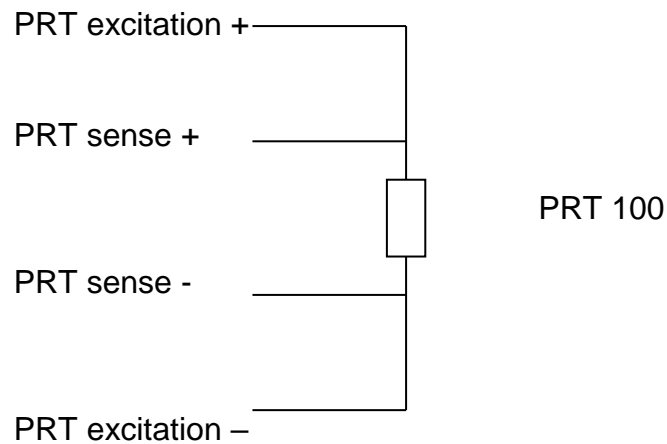 PRT excitation +
PRT sense +
PRT 100
PRT sense -
PRT excitation –